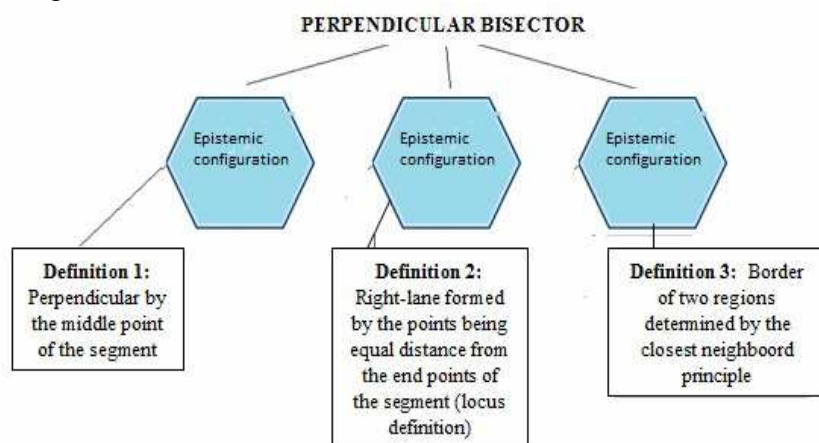 PERPENDICULAR BISECTOR
Epistemic
configuration
Epistemic
configuration
Epistemic
configuration
Definition 1:
Perpendicular by
the middle point
of the segment
Definition 2:
Right-lane formed
by the points being
equal distance from
the end points of
the segment (locus
definition)
Definition 3: Border
of two regions
determined by the
closest neighboord
principle